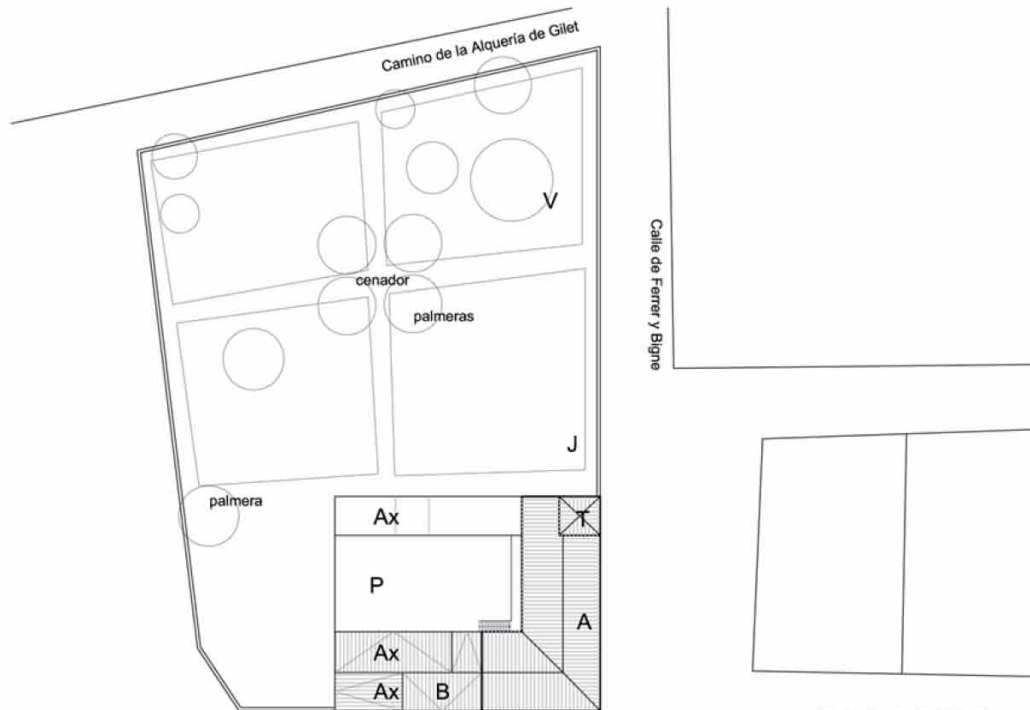 Camino de la Alquería de Gilet
V
Calle de Ferrer y Bigne
cenador
palmeras
J
palmera
Ax
T
P
A
Ax
Ax
B